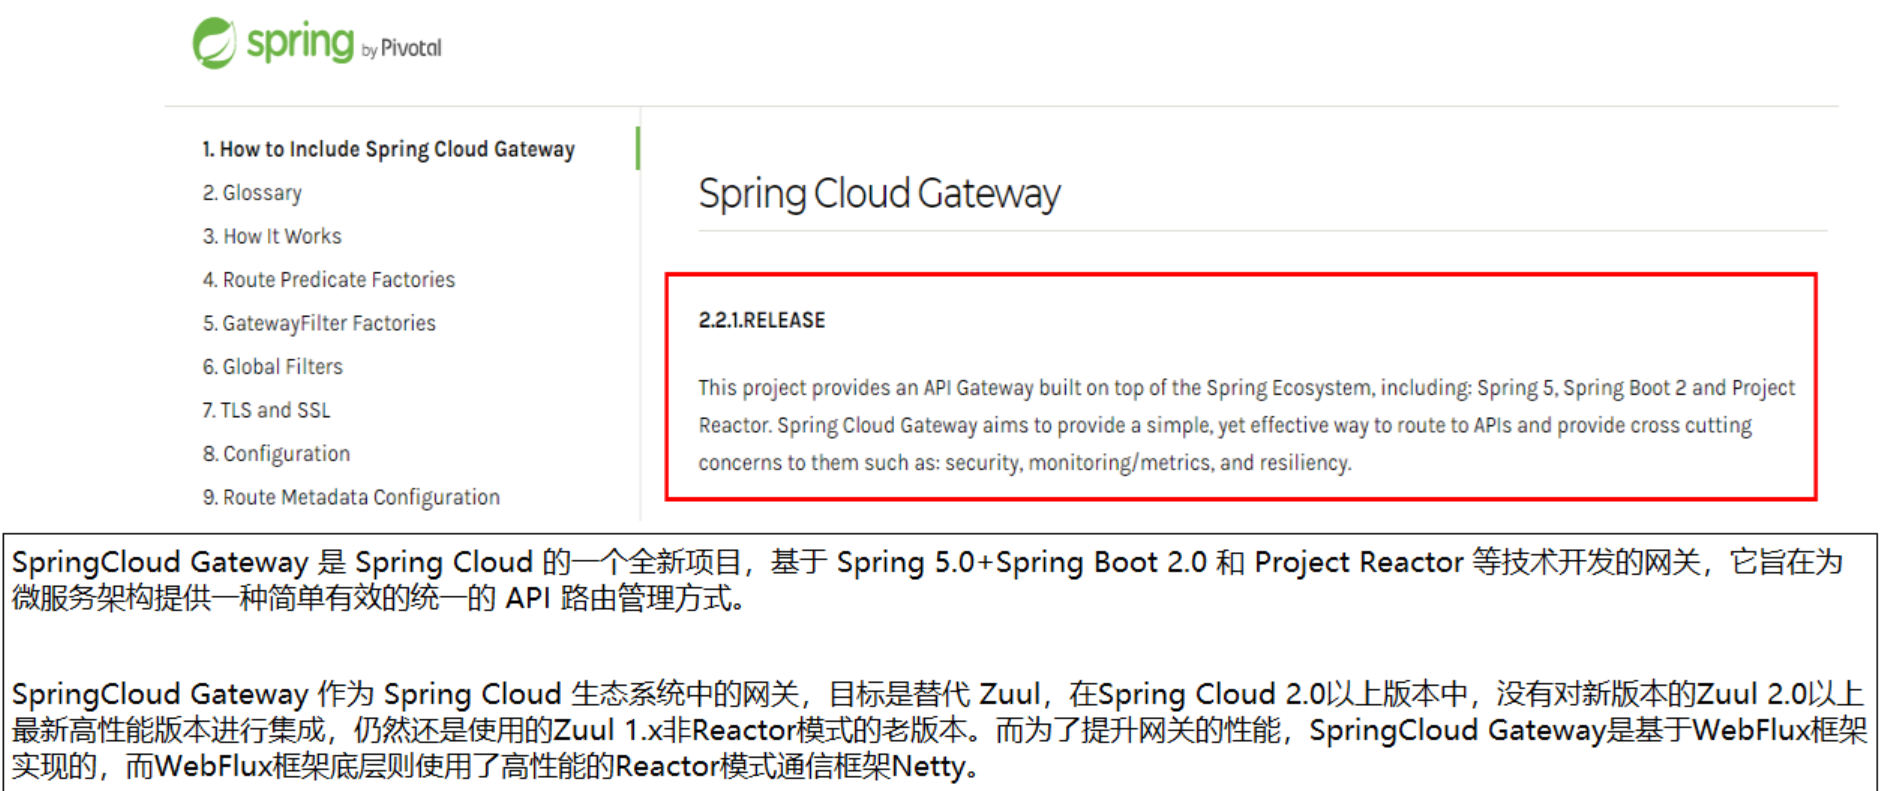 spring by Pivotal
1. How to Include Spring Cloud Gateway
2. Glossary
3. How It Works
4. Route Predicate Factories
5. GatewayFilter Factories
6. Global Filters
7. TLS and SSL
8. Configuration
9. Route Metadata Configuration
Spring Cloud Gateway
2.2.1.RELEASE
This project provides an API Gateway built on top of the Spring Ecosystem, including: Spring 5, Spring Boot 2 and Project
Reactor. Spring Cloud Gateway aims to provide a simple, yet effective way to route to APIs and provide cross cutting
concerns to them such as: security, monitoring/metrics, and resiliency.
SpringCloud Gateway 是 Spring Cloud 的一个全新项目，基于 Spring 5.0+Spring Boot 2.0 和 Project Reactor 等技术开发的网关，它旨在为
微服务架构提供一种简单有效的统一的 API 路由管理方式。
SpringCloud Gateway 作为 Spring Cloud 生态系统中的网关，目标是替代 Zuul，在Spring Cloud 2.0以上版本中，没有对新版本的Zuul 2.0以上
最新高性能版本进行集成，仍然还是使用的Zuul 1.x非Reactor模式的老版本。而为了提升网关的性能，SpringCloud Gateway是基于WebFlux框架
实现的，而WebFlux框架底层则使用了高性能的Reactor模式通信框架Netty。